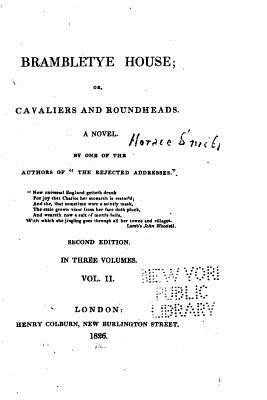 BRAMBLETYE HOUSE;
OR,
CAVALIERS AND ROUNDHEADS.
A NOVEL.
Horace Smith
BY ONE OF THE
AUTHORS OF "THE REJECTED ADDRESSES."
"Now universal England getteth drunk
For joy that Charles her monarch is restor'd;
And she, that sometime wore a saintly mask,
The stale grown vizor from her face doth pluck,
And weareth now a suit of morris bells,
With which she jingling goes through all her towns and villages.
Lamb's John Woodvil.
SECOND EDITION.
IN THREE VOLUMES.
VOL. II.
NEW YORK
PUBLIC
LIBRARY
LONDON:
HENRY COLBURN, NEW BURLINGTON STREET.
1826.